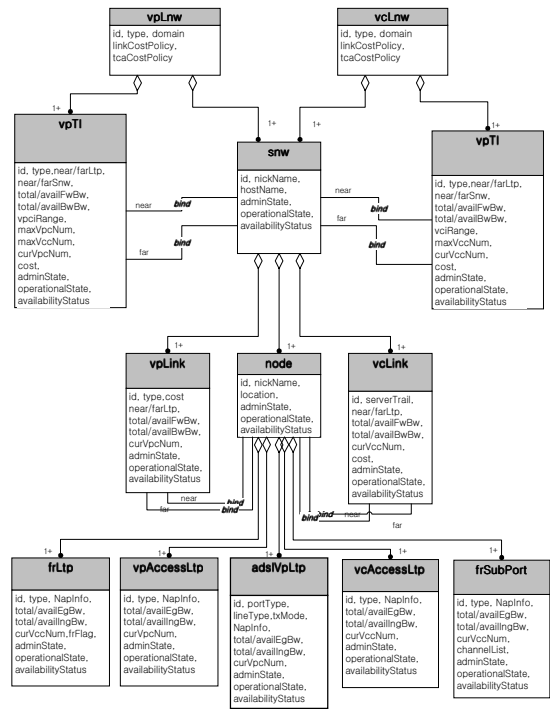 vpLnw
id, type, domain
linkCostPolicy,
tcaCostPolicy
vcLnw
id, type, domain
linkCostPolicy,
tcaCostPolicy
1+
1+
1+
1+
vpTl
id, type,near/farLtp,
near/farSnw,
total/availFwBw,
total/availBwBw,
vpciRange,
maxVpcNum,
maxVccNum,
curVpcNum,
cost,
adminState,
operationalState,
availabilityStatus
snw
id, nickName,
hostName,
adminState,
operationalState,
availabilityStatus
vpTl
id, type,near/farLtp,
near/farSnw,
total/availFwBw,
total/availBwBw,
vciRange,
maxVccNum,
curVccNum,
cost,
adminState,
operationalState,
availabilityStatus
near
bind
near
bind
far
bind
far
bind
1+
1+
1+
vpLink
id, type,cost
near/farLtp,
total/availFwBw,
total/availBwBw,
curVpcNum,
adminState,
operationalState,
availabilityStatus
node
id, nickName,
location,
adminState,
operationalState,
availabilityStatus
vcLink
id, serverTrail,
near/farLtp,
total/availFwBw,
total/availBwBw,
curVccNum,
cost,
adminState,
operationalState,
availabilityStatus
near
bind
far
bind
bind
near
bind
far
1+
1+
1+
1+
1+
frLtp
id, type, NapInfo,
total/availEgBw,
total/availIngBw,
curVccNum,frFlag,
adminState,
operationalState,
availabilityStatus
vpAccessLtp
id, type, NapInfo,
total/availEgBw,
total/availIngBw,
curVpcNum,
adminState,
operationalState,
availabilityStatus
adslVpLtp
id, portType,
lineType,txMode,
NapInfo,
total/availEgBw,
total/availIngBw,
curVpcNum,
adminState,
operationalState,
availabilityStatus
vcAccessLtp
id, type, NapInfo,
total/availEgBw,
total/availIngBw,
curVccNum,
adminState,
operationalState,
availabilityStatus
frSubPort
id, type, NapInfo,
total/availEgBw,
total/availIngBw,
curVccNum,
channelList,
adminState,
operationalState,
availabilityStatus